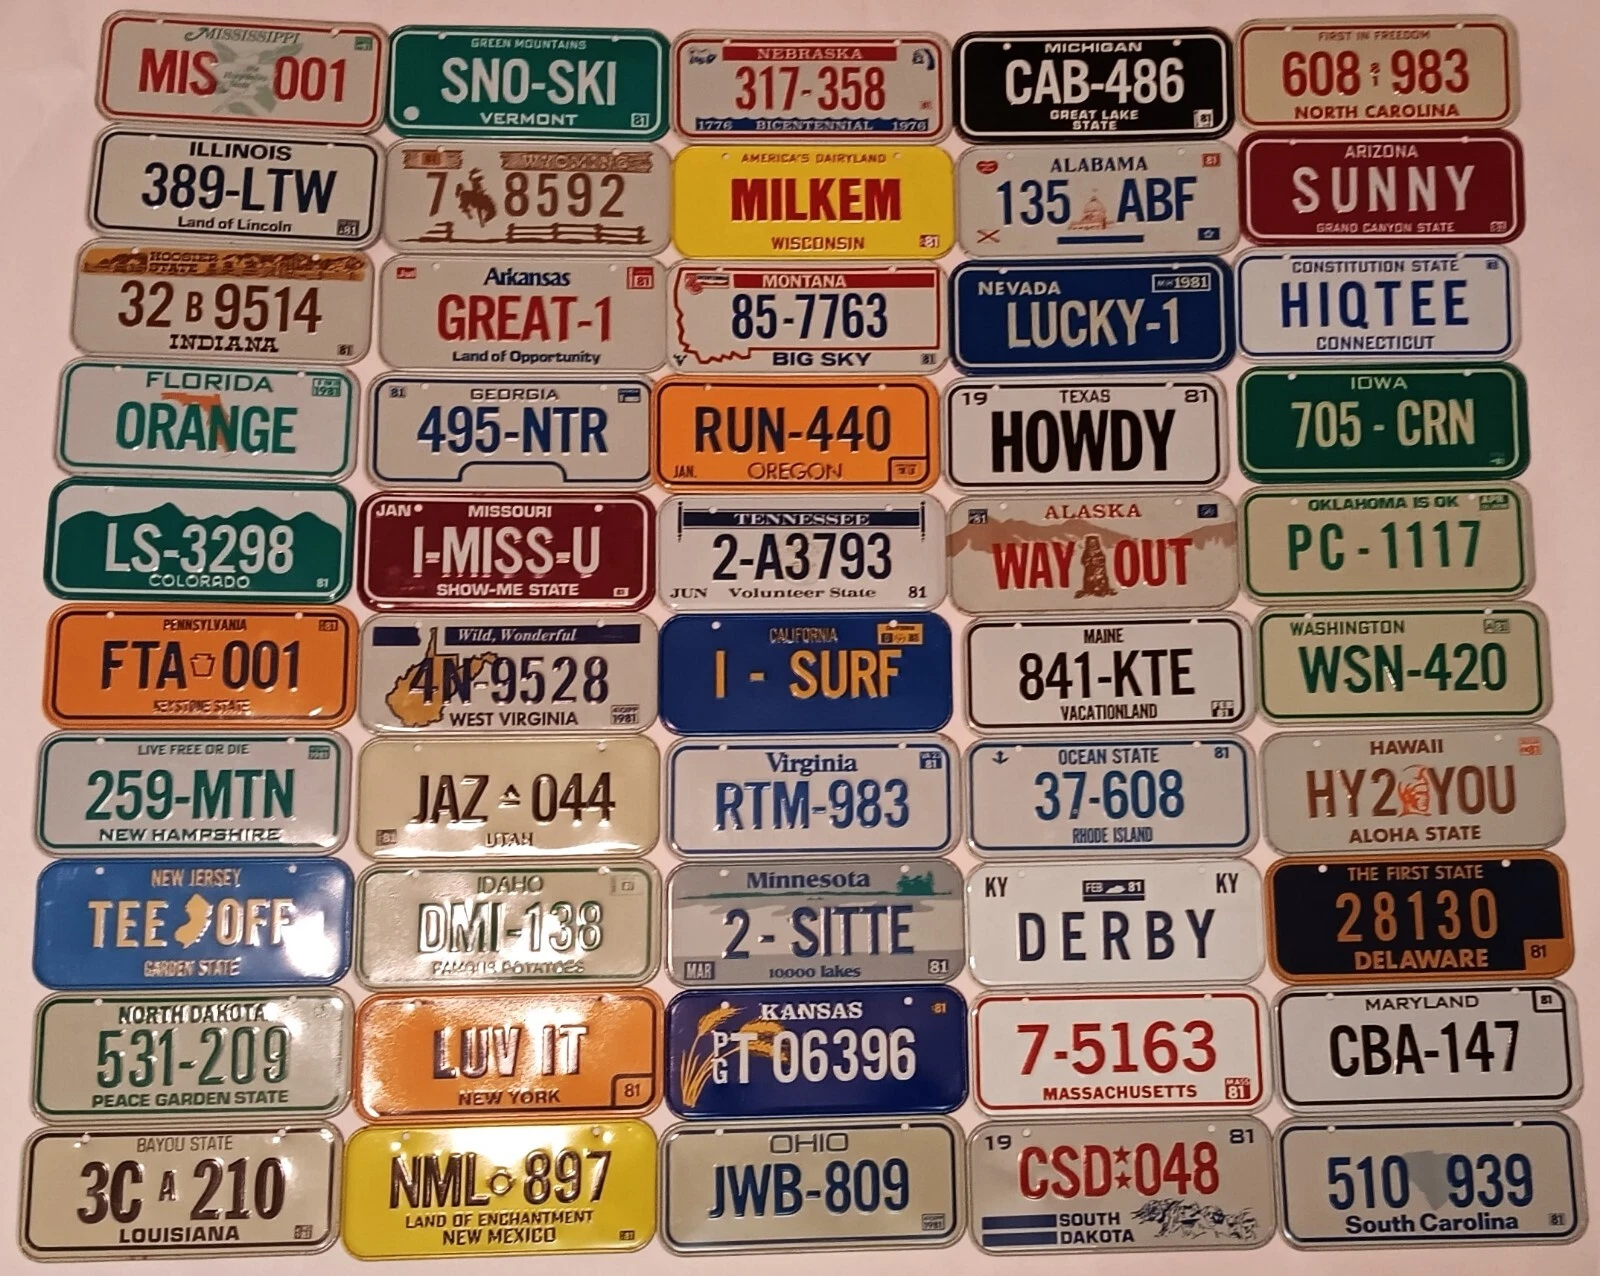 MISSISSIPPI
MIS 001
GREEN MOUNTAINS
SNO-SKI
VERMONT 81
NEBRASKA
317-358
1776 BICENTENNIAL 1976
MICHIGAN
CAB-486
GREAT LAKE
STATE 81
FIRST IN FREEDOM
608 81 983
NORTH CAROLINA
ILLINOIS
389-LTW
Land of Lincoln 81
81 WYOMING
7 8592
AMERICA'S DAIRYLAND
MILKEM
WISCONSIN 81
ALABAMA 81
135 ABF
ARIZONA
SUNNY
GRAND CANYON STATE
HOOSIER
STATE
32 B 9514
INDIANA 81
Arkansas 81
GREAT-1
Land of Opportunity
MONTANA
85-7763
BIG SKY 81
NEVADA 1981
LUCKY-1
CONSTITUTION STATE
HIQTEE
CONNECTICUT
FLORIDA 1981
ORANGE
81 GEORGIA
495-NTR
RUN-440
JAN. OREGON
19 TEXAS 81
HOWDY
IOWA
705 - CRN
LS-3298
COLORADO 81
JAN MISSOURI
I-MISS-U
SHOW-ME STATE
TENNESSEE
2-A3793
JUN Volunteer State 81
81 ALASKA
WAY OUT
OKLAHOMA IS OK
PC - 1117
PENNSYLVANIA 81
FTA 001
KEYSTONE STATE
Wild, Wonderful
4N-9528
WEST VIRGINIA 1981
CALIFORNIA
I - SURF
MAINE
841-KTE
VACATIONLAND
WASHINGTON
WSN-420
LIVE FREE OR DIE
259-MTN
NEW HAMPSHIRE
JAZ 044
81 UTAH
Virginia 81
RTM-983
OCEAN STATE 81
37-608
RHODE ISLAND
HAWAII
HY2 YOU
ALOHA STATE
NEW JERSEY
TEE OFF
GARDEN STATE
IDAHO
DMI-138
FAMOUS POTATOES
Minnesota
2 - SITTE
MAR 10000 lakes 81
KY FEB 81 KY
DERBY
THE FIRST STATE
28130
DELAWARE 81
NORTH DAKOTA
531-209
PEACE GARDEN STATE
LUV IT
NEW YORK 81
KANSAS 81
PG T 06396
7-5163
MASSACHUSETTS MASS 81
MARYLAND 81
CBA-147
BAYOU STATE
3C A 210
LOUISIANA
NML 897
LAND OF ENCHANTMENT
NEW MEXICO 81
OHIO
JWB-809
1981
19 81
CSD 048
SOUTH
DAKOTA
510 939
South Carolina 81